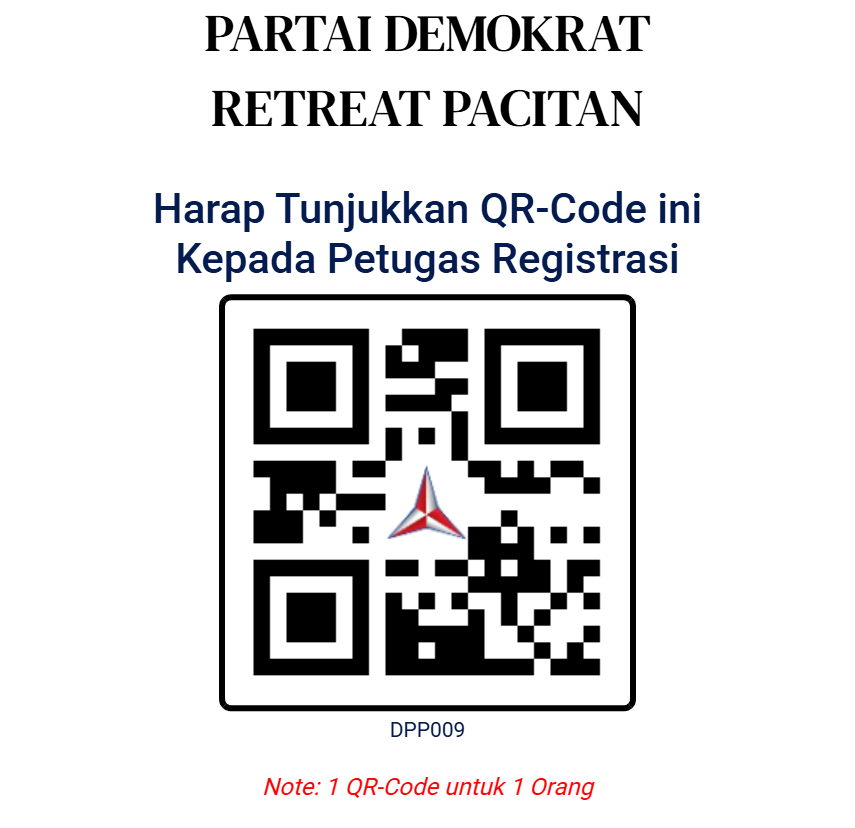 PARTAI DEMOKRAT
RETREAT PACITAN
Harap Tunjukkan QR-Code ini
Kepada Petugas Registrasi
DPP009
Note: 1 QR-Code untuk 1 Orang